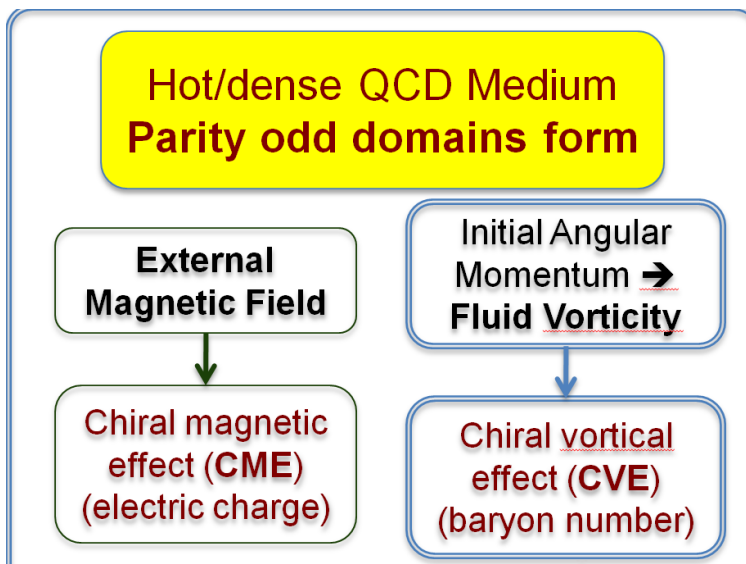 Hot/dense QCD Medium
Parity odd domains form
External
Magnetic Field
Initial Angular
Momentum ➔
Fluid Vorticity
Chiral magnetic
effect (CME)
(electric charge)
Chiral vortical
effect (CVE)
(baryon number)